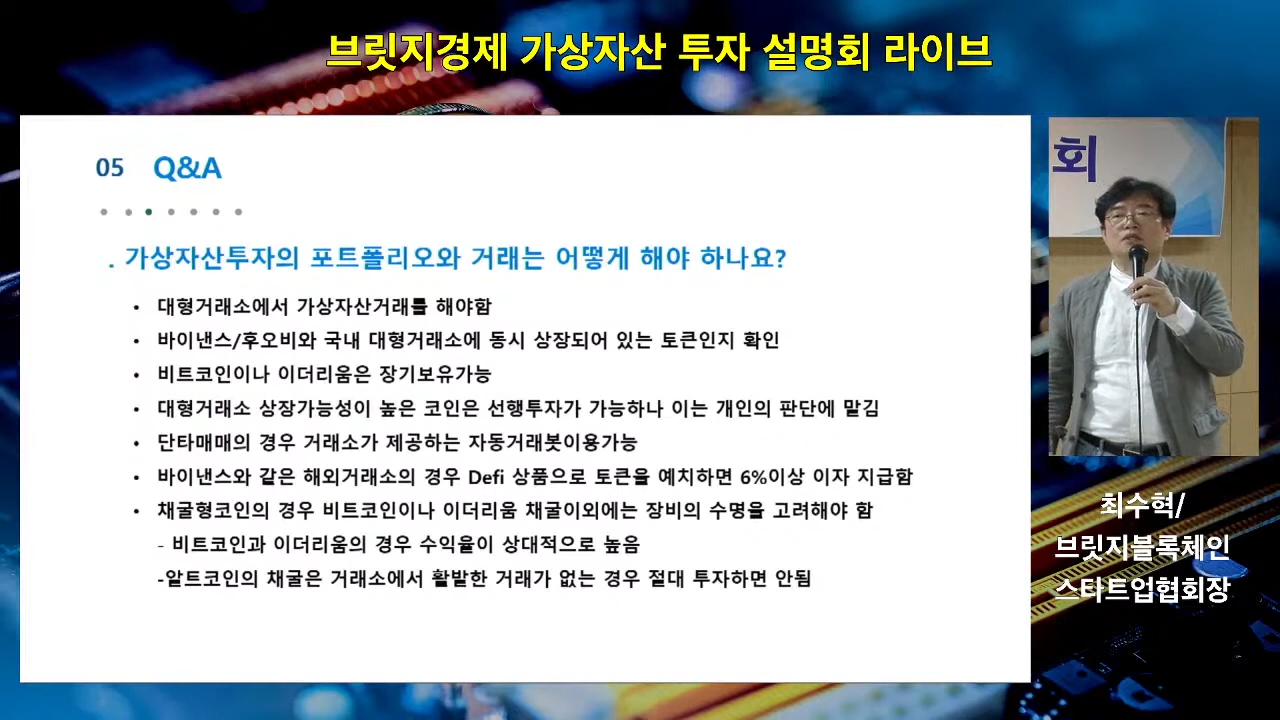 브릿지경제 가상자산 투자 설명회 라이브
05 Q&A
. 가상자산투자의 포트폴리오와 거래는 어떻게 해야 하나요?
• 대형거래소에서 가상자산거래를 해야함
• 바이낸스/후오비와 국내 대형거래소에 동시 상장되어 있는 토큰인지 확인
• 비트코인이나 이더리움은 장기보유가능
• 대형거래소 상장가능성이 높은 코인은 선행투자가 가능하나 이는 개인의 판단에 맡김
• 단타매매의 경우 거래소가 제공하는 자동거래봇이용가능
• 바이낸스와 같은 해외거래소의 경우 Defi 상품으로 토큰을 예치하면 6%이상 이자 지급함
• 채굴형코인의 경우 비트코인이나 이더리움 채굴이외에는 장비의 수명을 고려해야 함
- 비트코인과 이더리움의 경우 수익율이 상대적으로 높음
-알트코인의 채굴은 거래소에서 활발한 거래가 없는 경우 절대 투자하면 안됨
회
최수혁/
브릿지블록체인
스타트업협회장